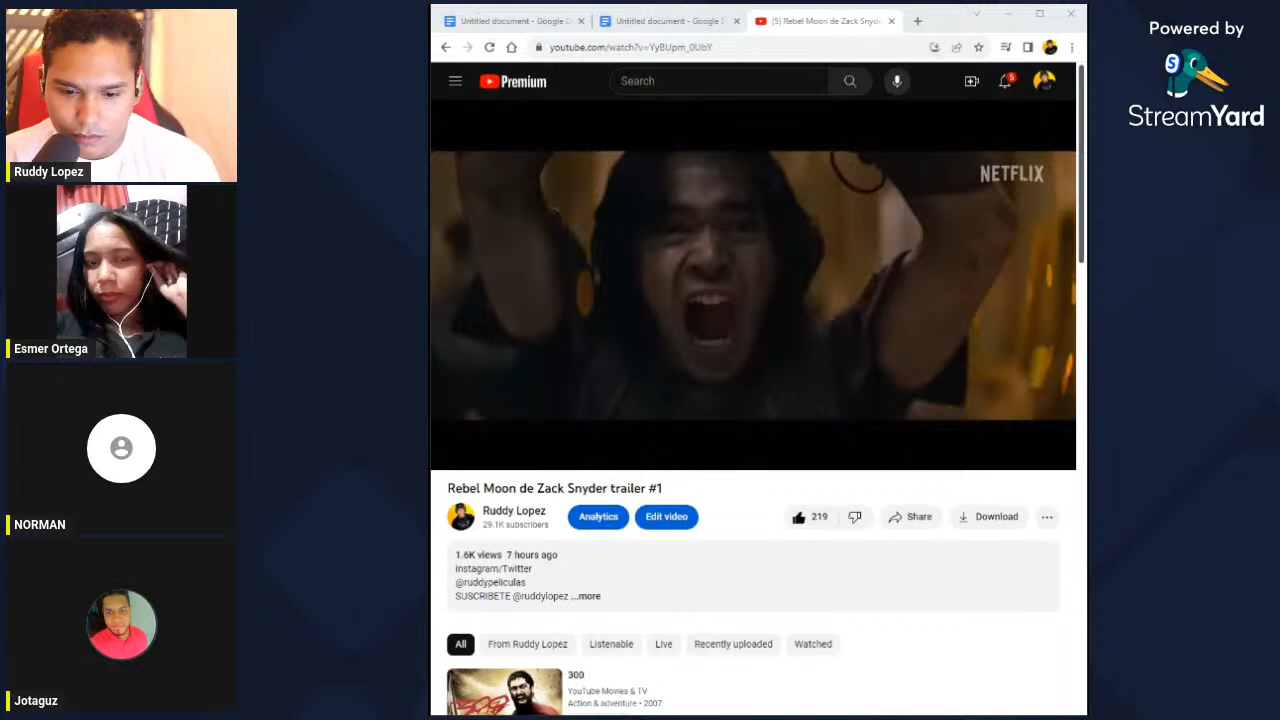 Ruddy Lopez
Esmer Ortega
NORMAN
Jotaguz
Untitled document - Google D
Untitled document - Google D
(5) Rebel Moon de Zack Snyde
youtube.com/watch?v=YyBUpm_0UbY
Premium
Search
5
NETFLIX
Rebel Moon de Zack Snyder trailer #1
Ruddy Lopez
29.1K subscribers
Analytics
Edit video
219
Share
Download
1.6K views 7 hours ago
instagram/Twitter
@ruddypeliculas
SUSCRIBETE @ruddylopez ...more
All
From Ruddy Lopez
Listenable
Live
Recently uploaded
Watched
300
YouTube Movies & TV
Action & adventure • 2007
Powered by
S
StreamYard